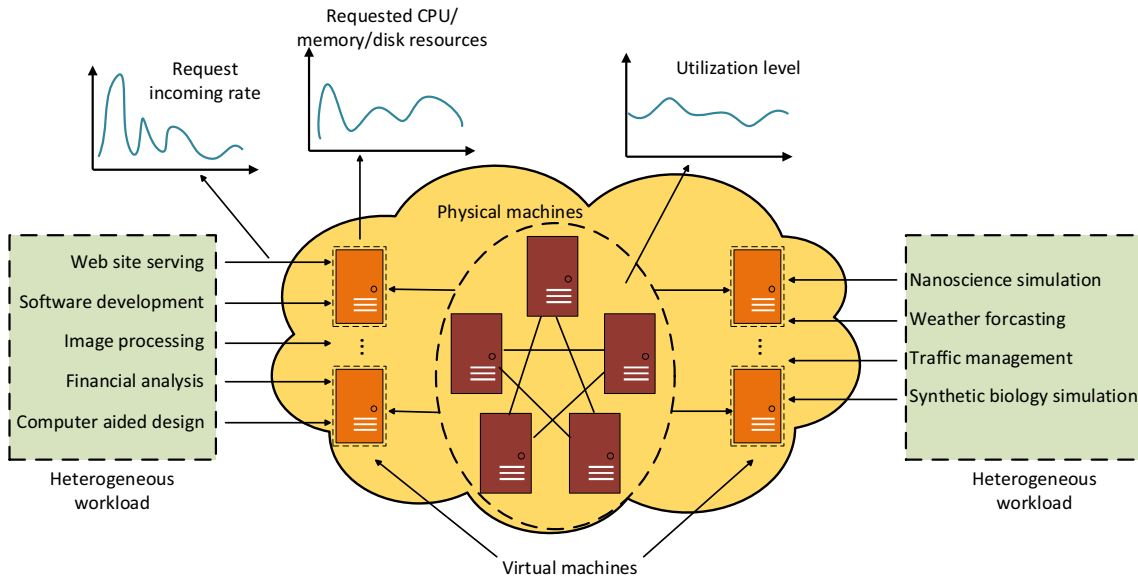 Requested CPU/
memory/disk resources
Request
incoming rate
Utilization level
Physical machines
Web site serving
Software development
Image processing
Financial analysis
Computer aided design
Heterogeneous
workload
Nanoscience simulation
Weather forcasting
Traffic management
Synthetic biology simulation
Heterogeneous
workload
Virtual machines